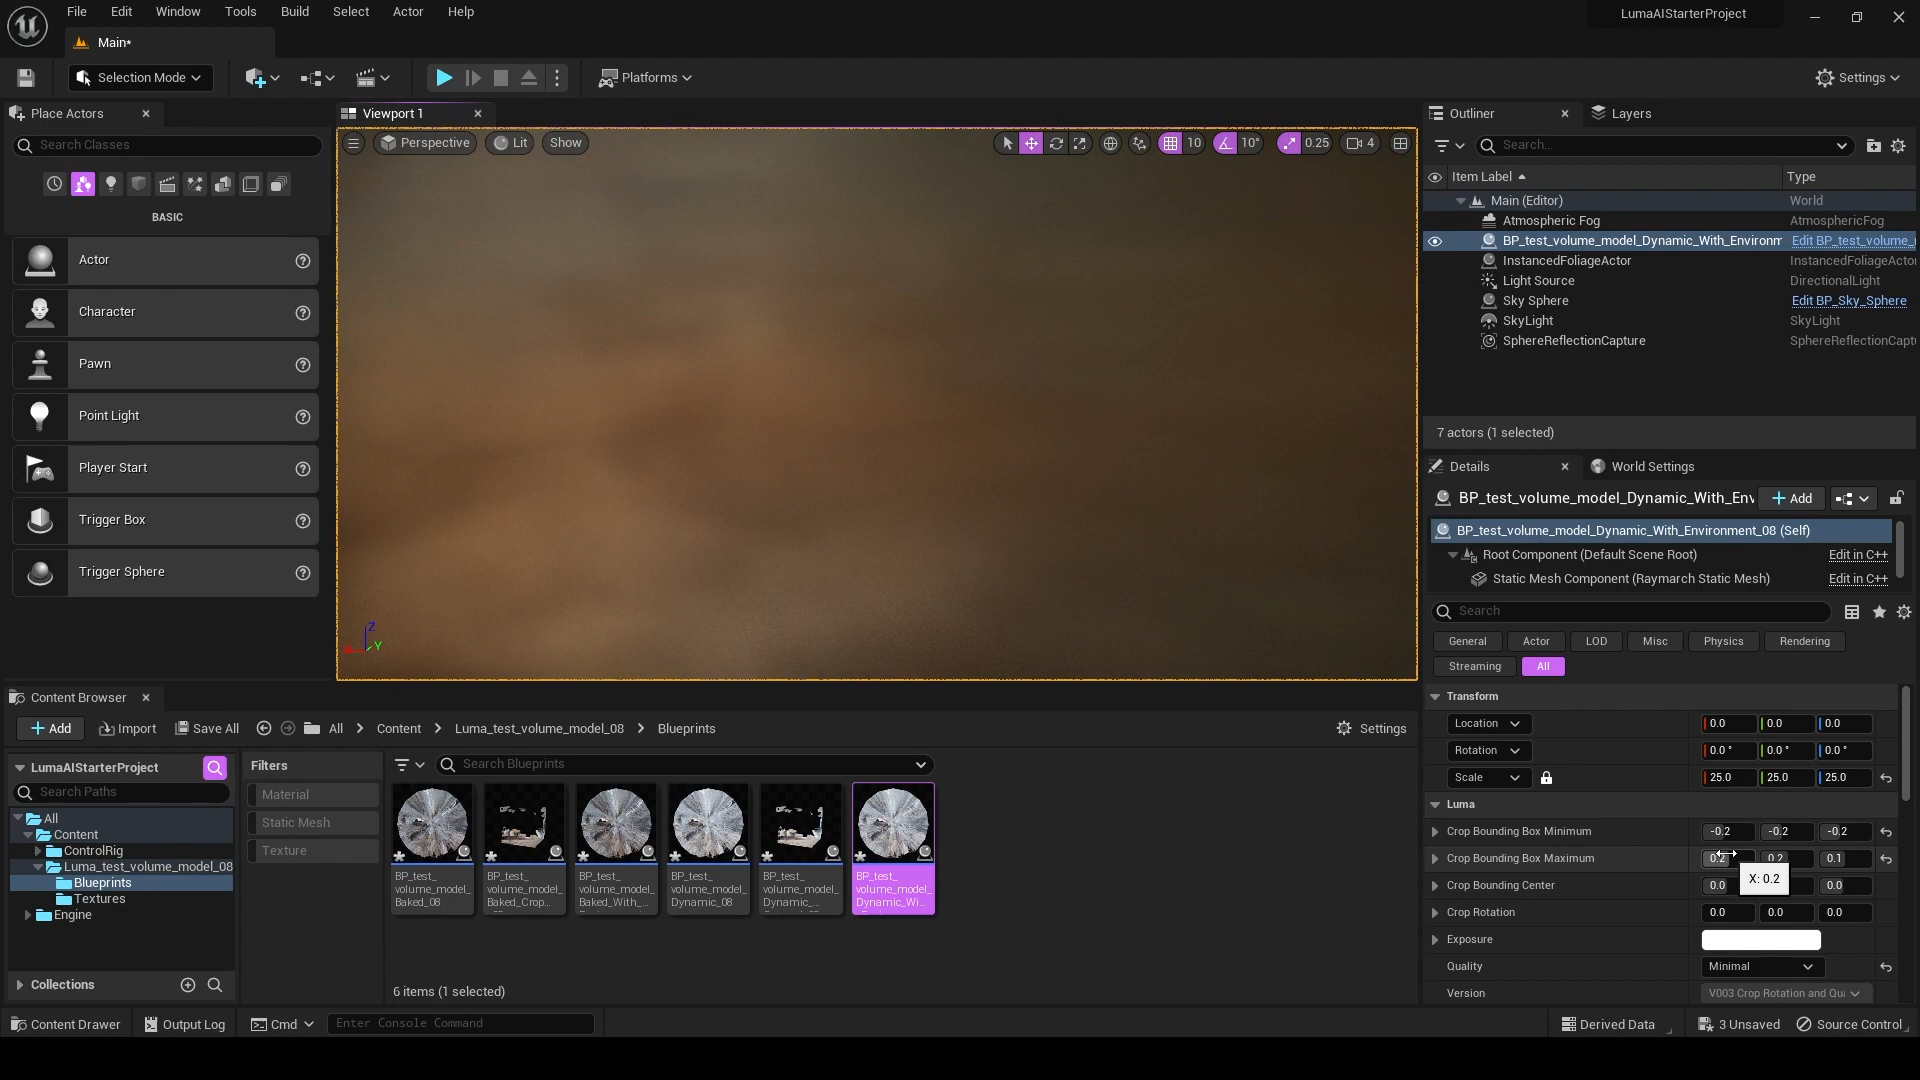 File Edit Window Tools Build Select Actor Help
LumaAIStarterProject
Main*
Selection Mode
Platforms
Settings
Place Actors
Search Classes
BASIC
Actor
Character
Pawn
Point Light
Player Start
Trigger Box
Trigger Sphere
Viewport 1
Perspective Lit Show
10 10° 0.25 4
Z
Y
Outliner Layers
Search...
Item Label Type
Main (Editor) World
Atmospheric Fog AtmosphericFog
BP_test_volume_model_Dynamic_With_Environm Edit BP_test_volume_
InstancedFoliageActor InstancedFoliageActo
Light Source DirectionalLight
Sky Sphere Edit BP_Sky_Sphere
SkyLight SkyLight
SphereReflectionCapture SphereReflectionCapt
7 actors (1 selected)
Details World Settings
BP_test_volume_model_Dynamic_With_Env + Add
BP_test_volume_model_Dynamic_With_Environment_08 (Self)
Root Component (Default Scene Root) Edit in C++
Static Mesh Component (Raymarch Static Mesh) Edit in C++
Search
General Actor LOD Misc Physics Rendering
Streaming All
Transform
Location 0.0 0.0 0.0
Rotation 0.0 ° 0.0 ° 0.0 °
Scale 25.0 25.0 25.0
Luma
Crop Bounding Box Minimum -0.2 -0.2 -0.2
Crop Bounding Box Maximum 0.2 0.1
X: 0.2
Crop Bounding Center 0.0 0.0
Crop Rotation 0.0 0.0 0.0
Exposure
Quality Minimal
Version V003 Crop Rotation and Qu
Content Browser
+ Add Import Save All All > Content > Luma_test_volume_model_08 > Blueprints Settings
LumaAIStarterProject
Search Paths
All
Content
ControlRig
Luma_test_volume_model_08
Blueprints
Textures
Engine
Collections
Filters
Material
Static Mesh
Texture
Search Blueprints
BP_test_ BP_test_ BP_test_ BP_test_ BP_test_ BP_test_
volume_model_ volume_model_ volume_model_ volume_model_ volume_model_ volume_model_
Baked_08 Baked_Crop... Baked_With_... Dynamic_08 Dynamic_... Dynamic_Wi...
6 items (1 selected)
Content Drawer Output Log Cmd Enter Console Command Derived Data 3 Unsaved Source Control